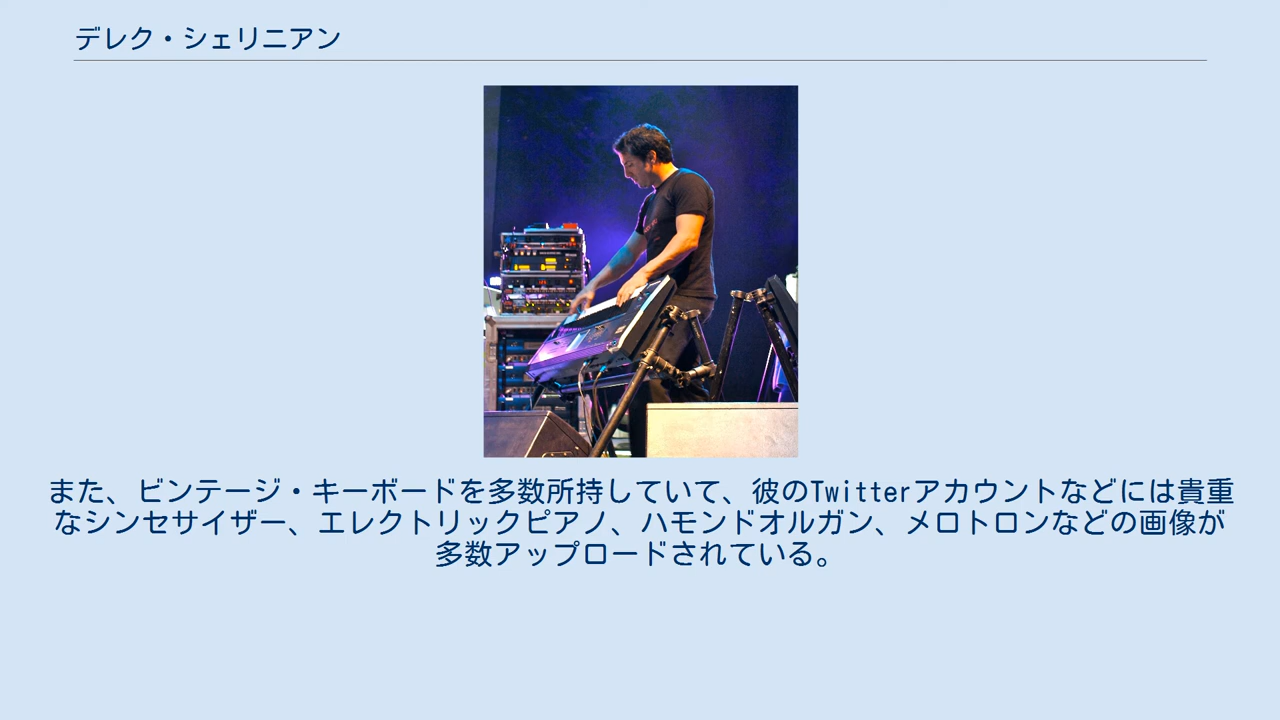 デレク・シェリニアン
また、ビンテージ・キーボードを多数所持していて、彼のTwitterアカウントなどには貴重
なシンセサイザー、エレクトリックピアノ、ハモンドオルガン、メロトロンなどの画像が
多数アップロードされている。